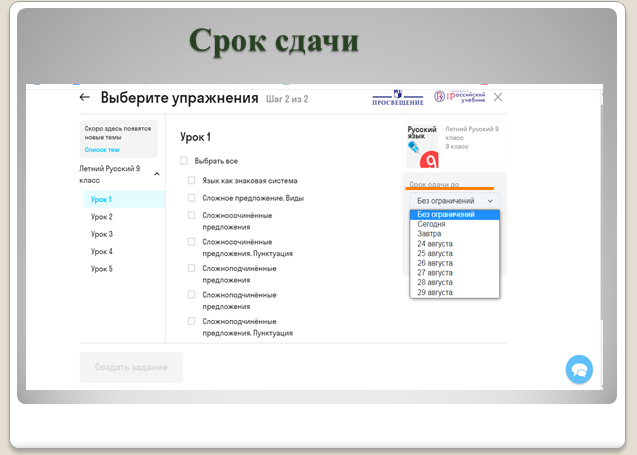 Срок сдачи
← Выберите упражнения Шаг 2 из 2
ПРОСВЕЩЕНИЕ
российский
учебник
Скоро здесь появятся
новые темы
Список тем
Летний Русский 9
класс
Урок 1
Урок 2
Урок 3
Урок 4
Урок 5
Урок 1
Выбрать все
Язык как знаковая система
Сложное предложение. Виды
Сложносочинённые
предложения
Сложносочинённые
предложения. Пунктуация
Сложноподчинённые
предложения
Сложноподчинённые
предложения
Сложноподчинённые
предложения. Пунктуация
Русский
язык
9
Летний Русский 9
класс
9 класс
Срок сдачи до
Без ограничений
Без ограничений
Сегодня
Завтра
24 августа
25 августа
26 августа
27 августа
28 августа
29 августа
Создать задание